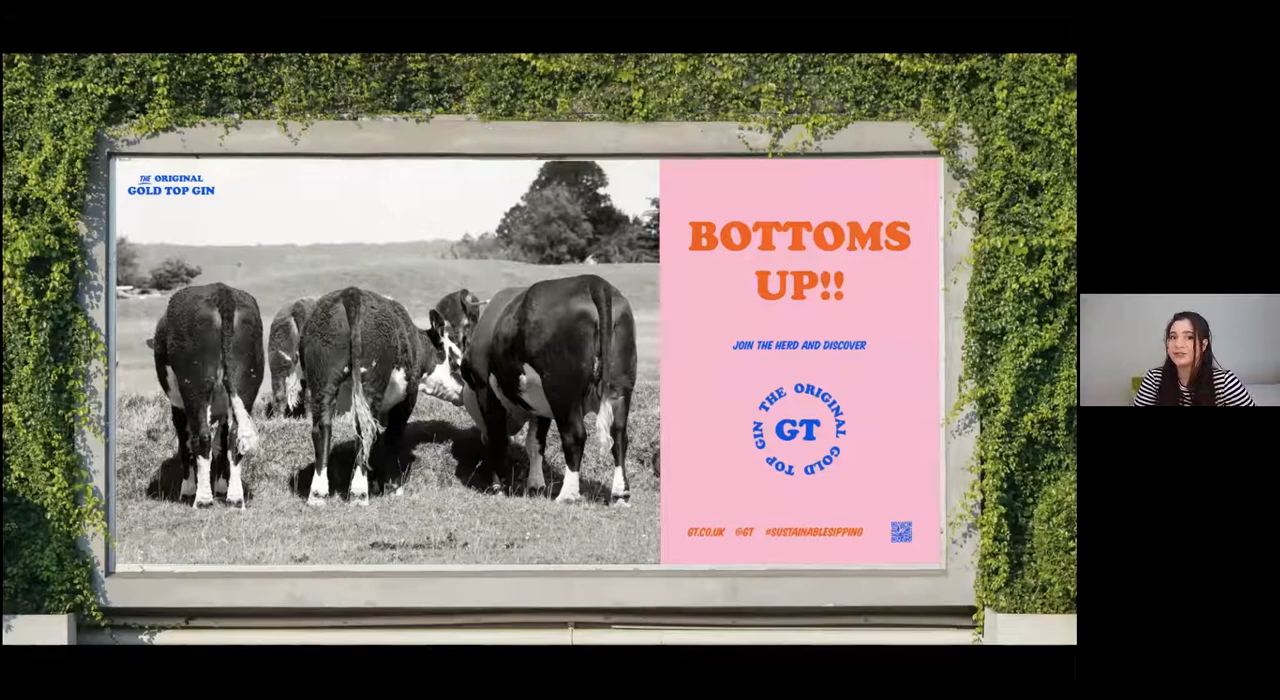 THE ORIGINAL
GOLD TOP GIN
BOTTOMS
UP!!
JOIN THE HERD AND DISCOVER
THE ORIGINAL GOLD TOP GIN
GT
GT.CO.UK @GT #SUSTAINABLESIPPING